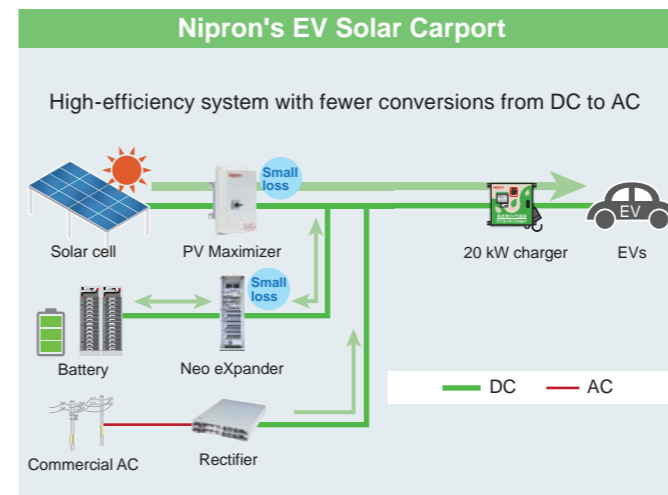 Nipron's EV Solar Carport
High-efficiency system with fewer conversions from DC to AC
Small
loss
EV
Solar cell
PV Maximizer
20 kW charger
EVs
Small
loss
Battery
Neo eXpander
DC
AC
Commercial AC
Rectifier